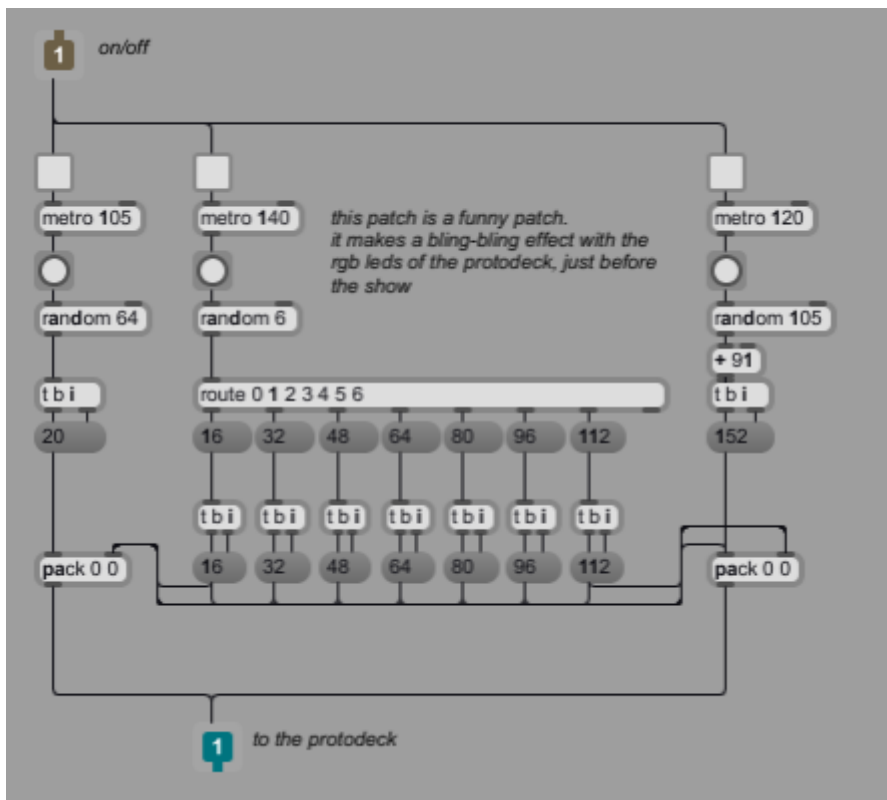 1 on/off
metro 105 metro 140 metro 120
this patch is a funny patch.
it makes a bling-bling effect with the
rgb leds of the protodeck, just before
the show
random 64 random 6 random 105
+ 91
t b i route 0 1 2 3 4 5 6 t b i
20 16 32 48 64 80 96 112 152
t b i t b i t b i t b i t b i t b i t b i
pack 0 0 16 32 48 64 80 96 112 pack 0 0
1 to the protodeck